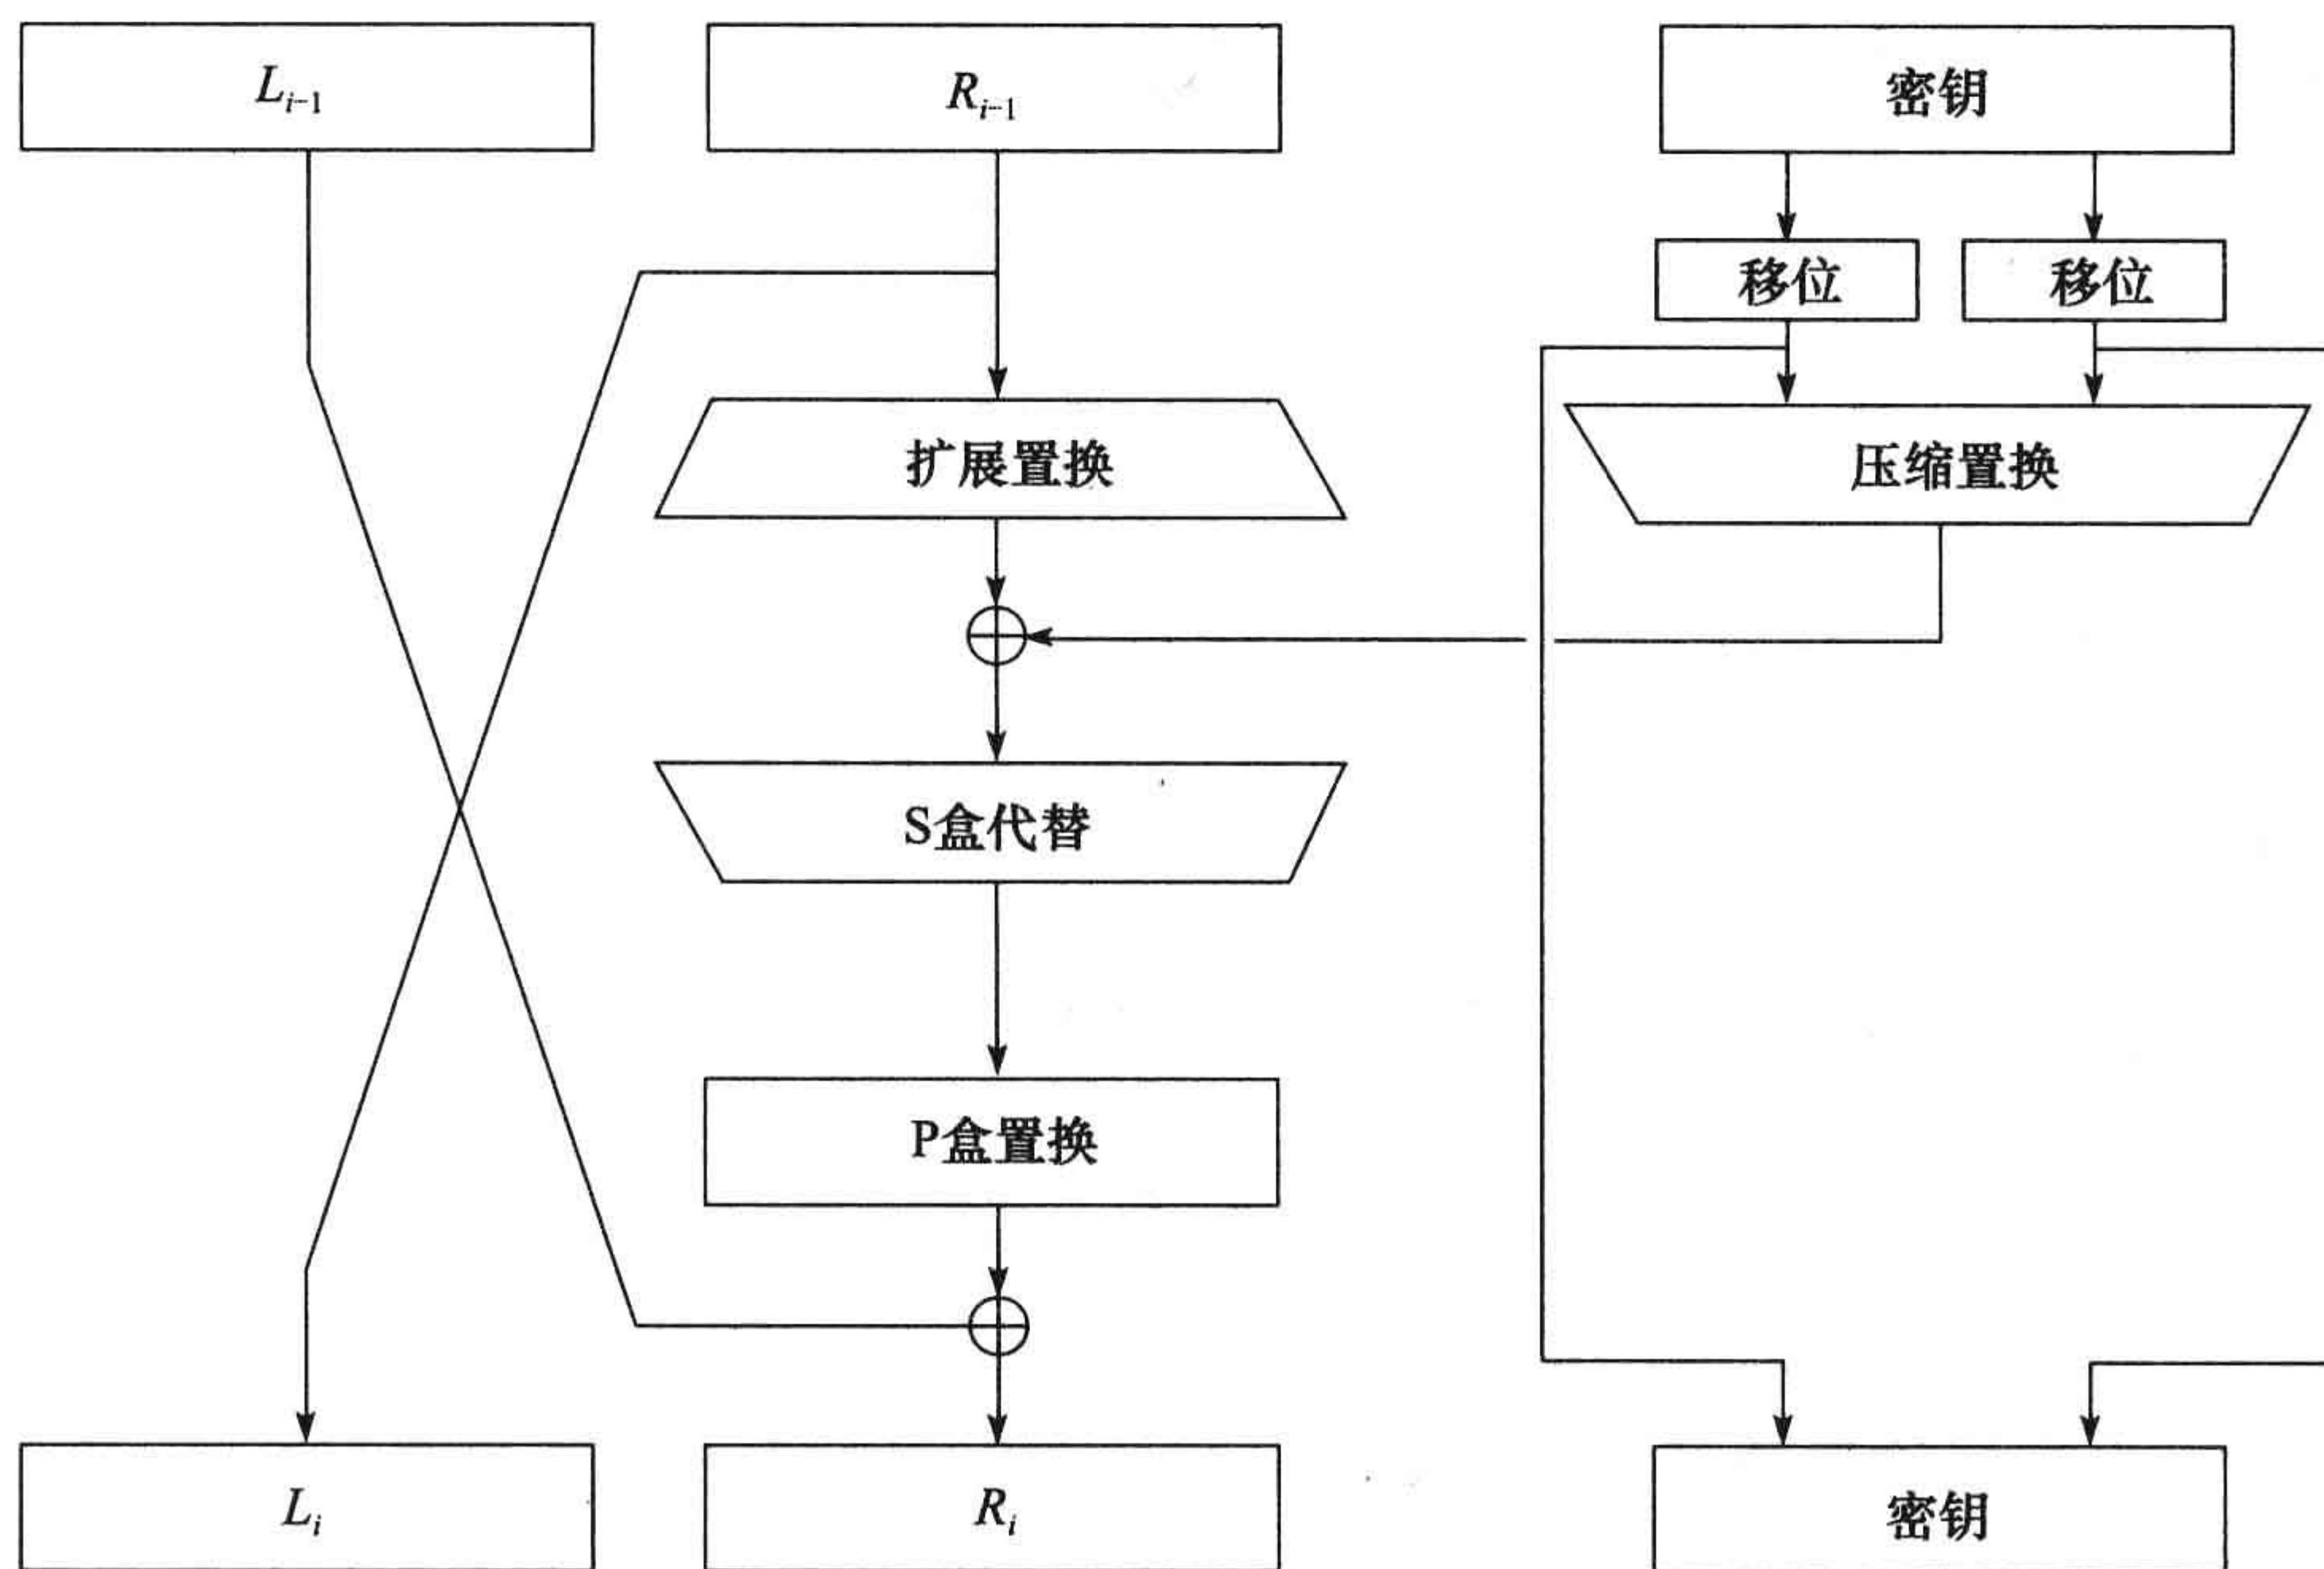 L_{i-1}
R_{i-1}
密钥
移位
移位
扩展置换
压缩置换
S盒代替
P盒置换
L_i
R_i
密钥